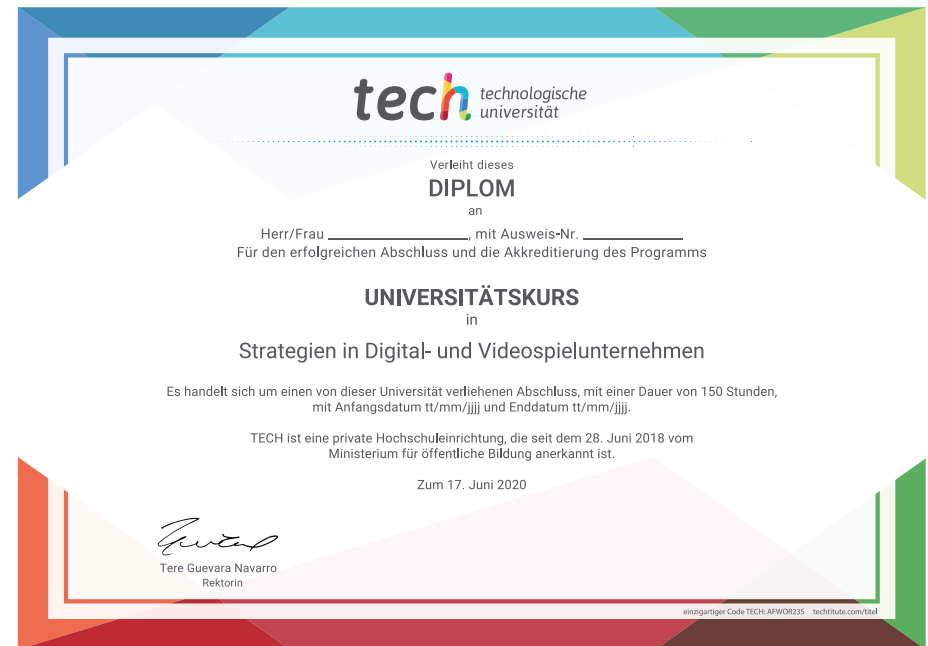 tech technologische
universität
Verleiht dieses
DIPLOM
an
Herr/Frau ____________________, mit Ausweis-Nr. ______________
Für den erfolgreichen Abschluss und die Akkreditierung des Programms
UNIVERSITÄTSKURS
in
Strategien in Digital- und Videospielunternehmen
Es handelt sich um einen von dieser Universität verliehenen Abschluss, mit einer Dauer von 150 Stunden,
mit Anfangsdatum tt/mm/jjjj und Enddatum tt/mm/jjjj.
TECH ist eine private Hochschuleinrichtung, die seit dem 28. Juni 2018 vom
Ministerium für öffentliche Bildung anerkannt ist.
Zum 17. Juni 2020
Tere Guevara Navarro
Rektorin
einzigartiger Code TECH: AFWOR23S techtitute.com/titel